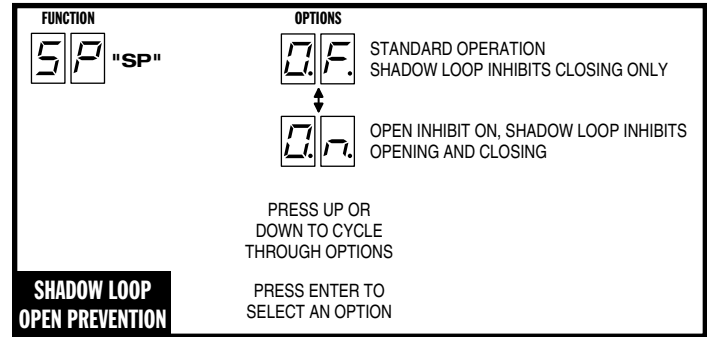 FUNCTION
OPTIONS
SP "SP"
O.F. STANDARD OPERATION
SHADOW LOOP INHIBITS CLOSING ONLY
O.n. OPEN INHIBIT ON, SHADOW LOOP INHIBITS
OPENING AND CLOSING
PRESS UP OR
DOWN TO CYCLE
THROUGH OPTIONS
SHADOW LOOP
OPEN PREVENTION
PRESS ENTER TO
SELECT AN OPTION